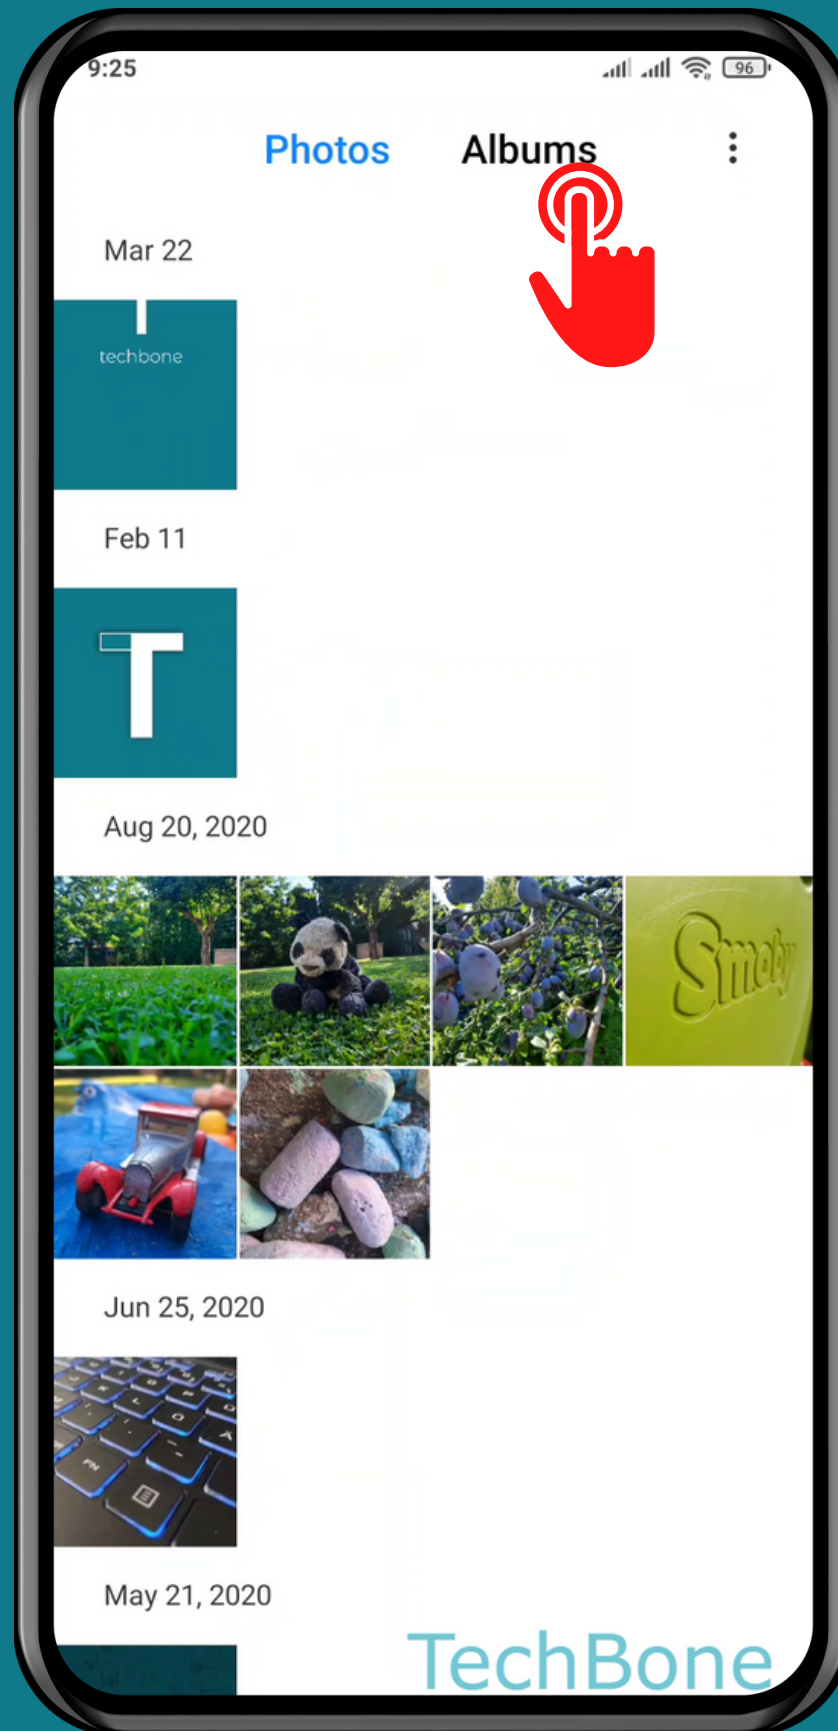 9:25 96
Photos Albums
Mar 22
techbone
Feb 11
T
Aug 20, 2020
Smoby
Jun 25, 2020
FN
May 21, 2020
TechBone